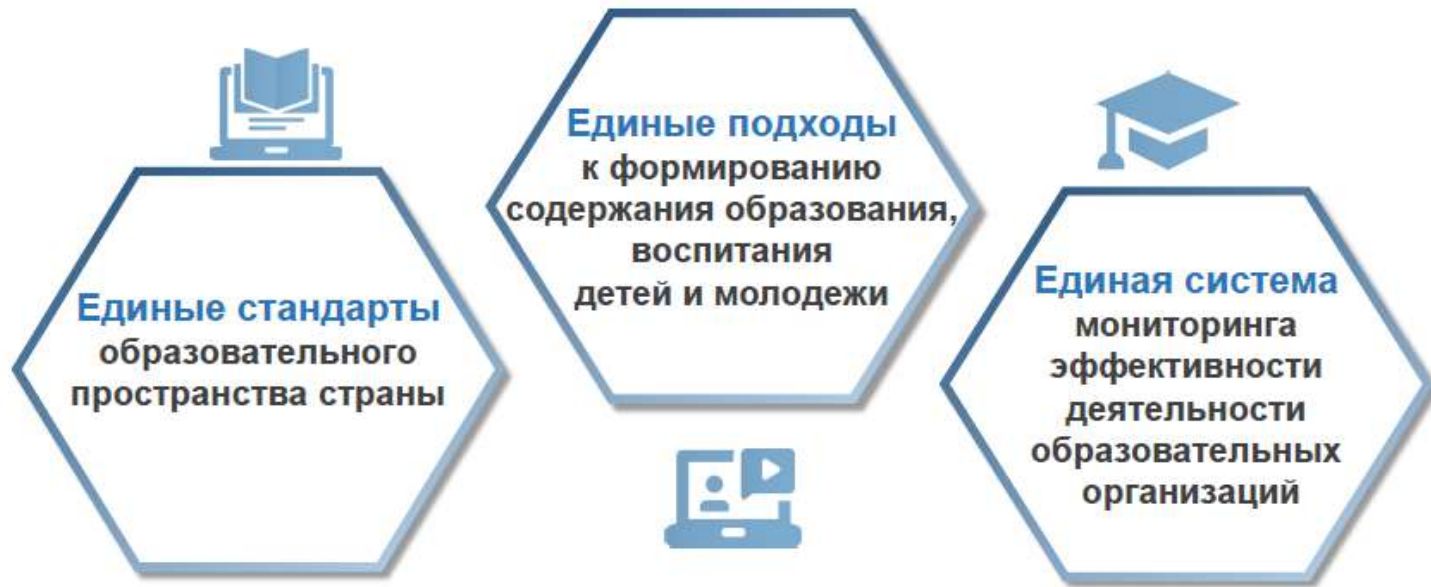 Единые стандарты
образовательного
пространства страны
Единые подходы
к формированию
содержания образования,
воспитания
детей и молодежи
Единая система
мониторинга
эффективности
деятельности
образовательных
организаций